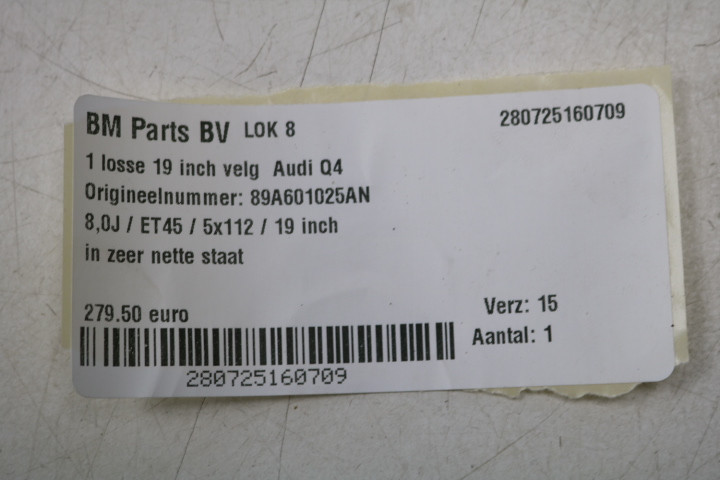 BM Parts BV LOK 8 280725160709
1 losse 19 inch velg Audi Q4
Origineelnummer: 89A601025AN
8,0J / ET45 / 5x112 / 19 inch
in zeer nette staat
279.50 euro Verz: 15
Aantal: 1
280725160709